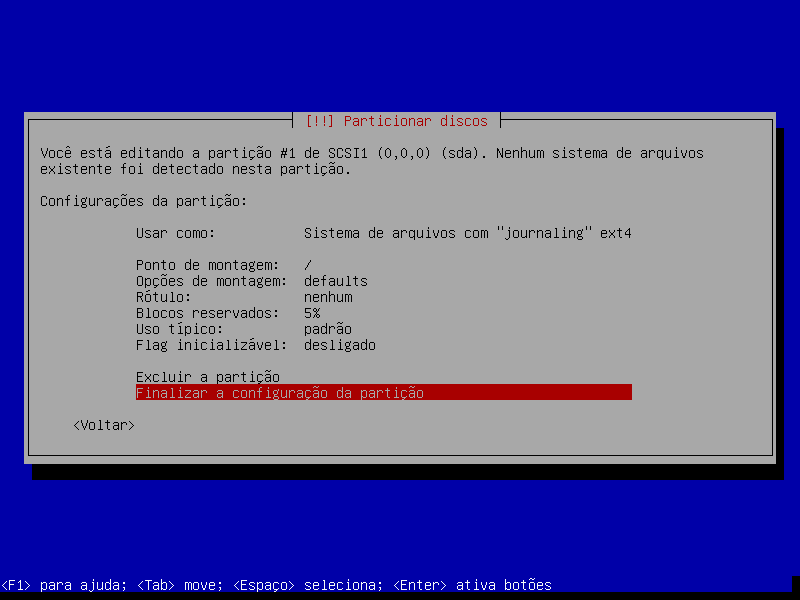 [!!] Particionar discos
Você está editando a partição #1 de SCSI1 (0,0,0) (sda). Nenhum sistema de arquivos
existente foi detectado nesta partição.
Configurações da partição:
Usar como: Sistema de arquivos com "journaling" ext4
Ponto de montagem: /
Opções de montagem: defaults
Rótulo: nenhum
Blocos reservados: 5%
Uso típico: padrão
Flag inicializável: desligado
Excluir a partição
Finalizar a configuração da partição
<Voltar>
<F1> para ajuda; <Tab> move; <Espaço> seleciona; <Enter> ativa botões